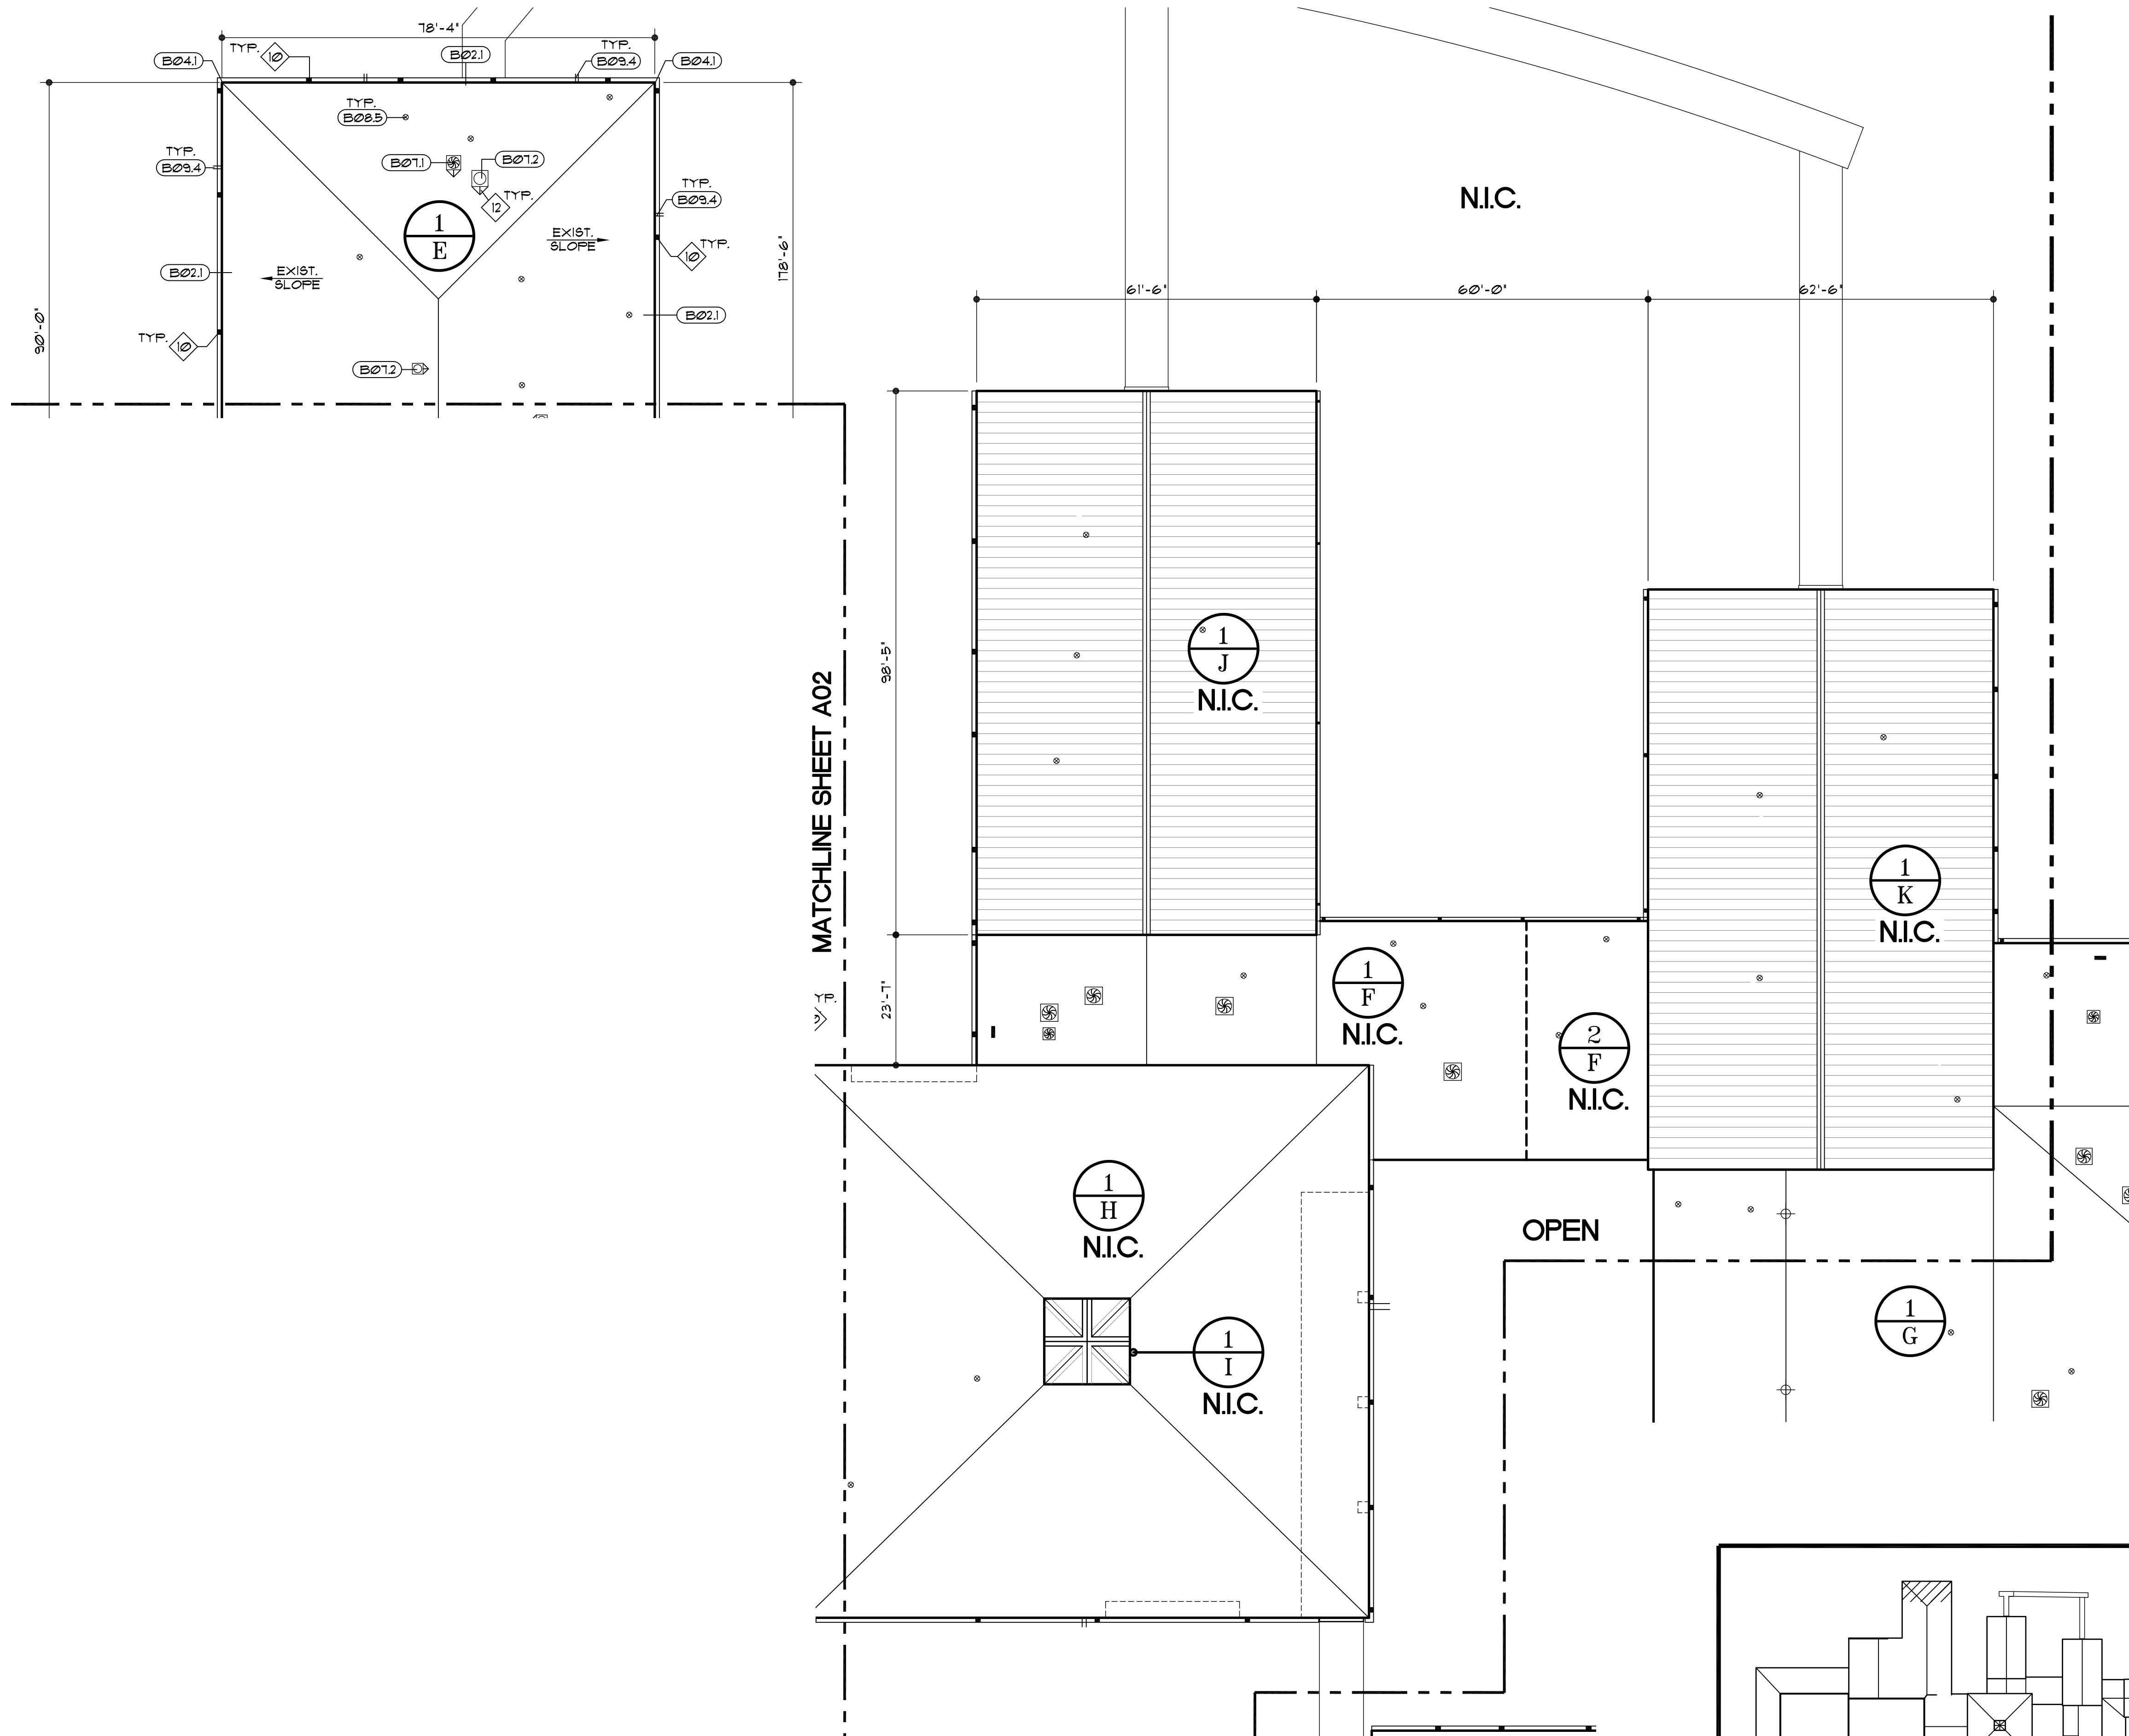 78'-4"
TYP.
10
B02.1
TYP.
B09.4
B04.1
B04.1
TYP.
B08.5
B07.1
B07.2
12
TYP.
TYP.
B09.4
TYP.
B09.4
1
E
EXIST.
SLOPE
EXIST.
SLOPE
10
TYP.
B02.1
B02.1
TYP.
10
B07.2
90'-0"
178'-6"
N.I.C.
61'-6"
60'-0"
62'-6"
98'-5"
23'-7"
MATCHLINE SHEET A02
YP.
1
J
N.I.C.
1
K
N.I.C.
1
F
N.I.C.
2
F
N.I.C.
1
H
N.I.C.
OPEN
1
G
1
I
N.I.C.